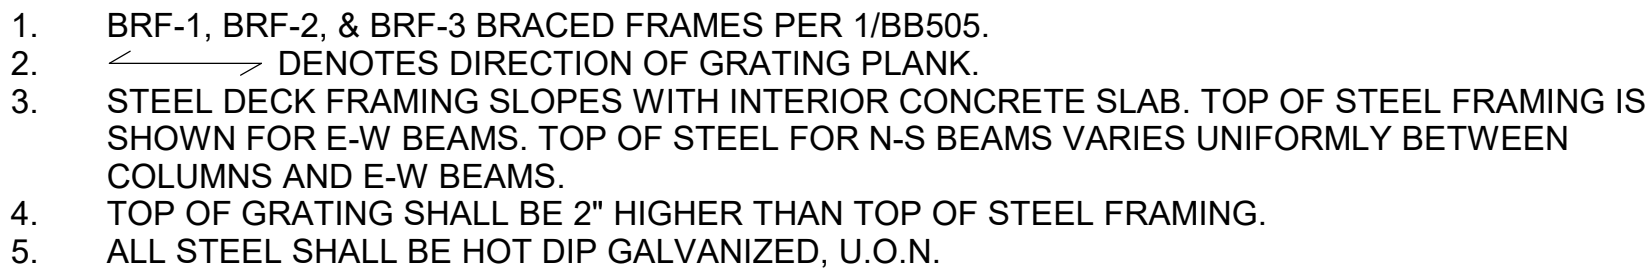 1. BRF-1, BRF-2, & BRF-3 BRACED FRAMES PER 1/BB505.
2. DENOTES DIRECTION OF GRATING PLANK.
3. STEEL DECK FRAMING SLOPES WITH INTERIOR CONCRETE SLAB. TOP OF STEEL FRAMING IS
SHOWN FOR E-W BEAMS. TOP OF STEEL FOR N-S BEAMS VARIES UNIFORMLY BETWEEN
COLUMNS AND E-W BEAMS.
4. TOP OF GRATING SHALL BE 2" HIGHER THAN TOP OF STEEL FRAMING.
5. ALL STEEL SHALL BE HOT DIP GALVANIZED, U.O.N.